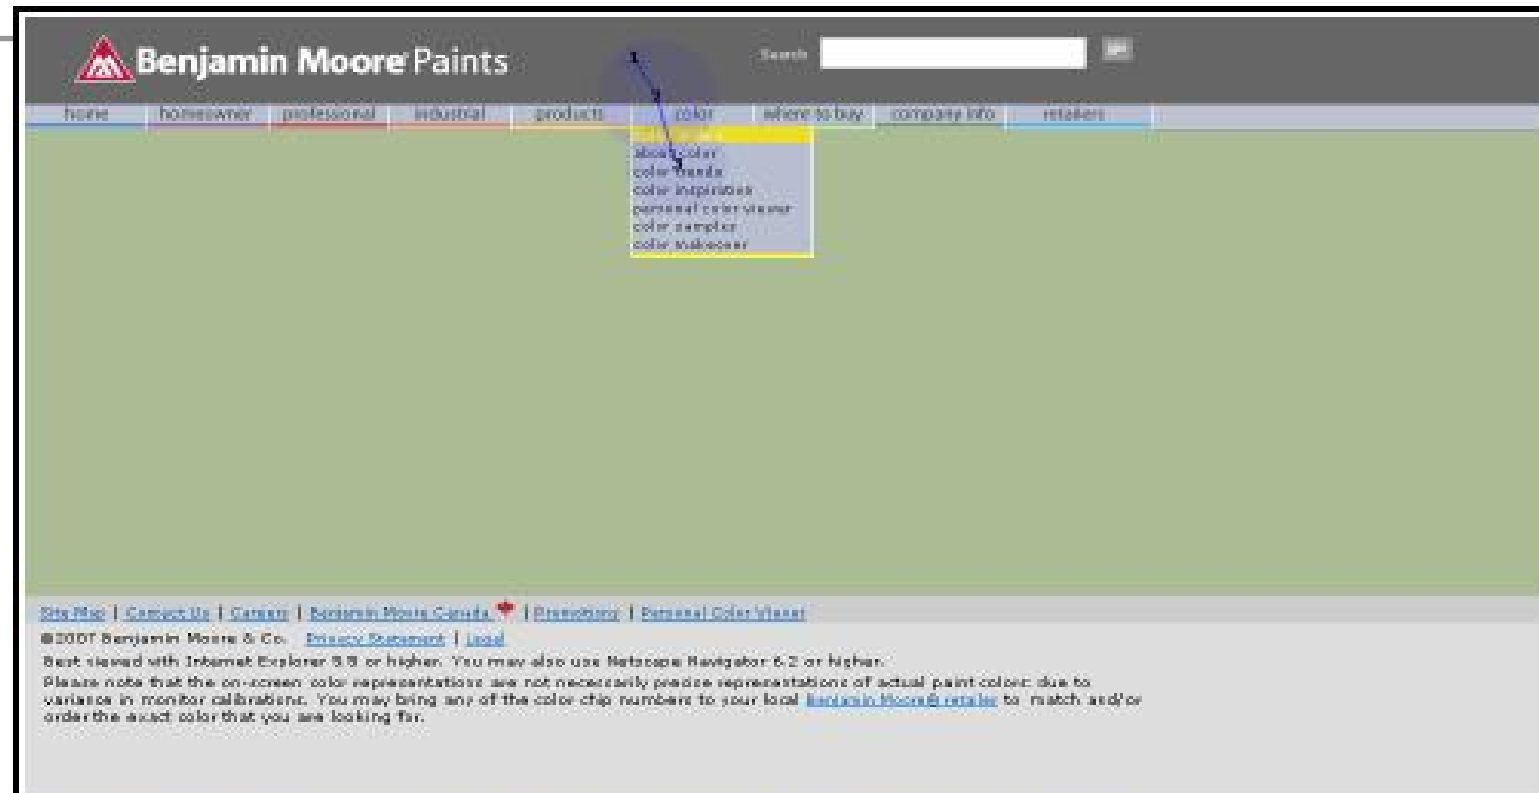 Benjamin Moore® Paints
Search
1
2
home homeowner professional industrial products color where to buy company info retailers
about color
3
color trends
color inspiration
personal color viewer
color samples
color makeover
Site Map | Contact Us | Careers | Benjamin Moore Canada | Promotions | Personal Color Viewer
©2007 Benjamin Moore & Co. Privacy Statement | Legal
Best viewed with Internet Explorer 5.5 or higher. You may also use Netscape Navigator 6.2 or higher.
Please note that the on-screen color representations are not necessarily precise representations of actual paint colors due to
variance in monitor calibrations. You may bring any of the color chip numbers to your local Benjamin Moore® retailer to match and/or
order the exact color that you are looking for.